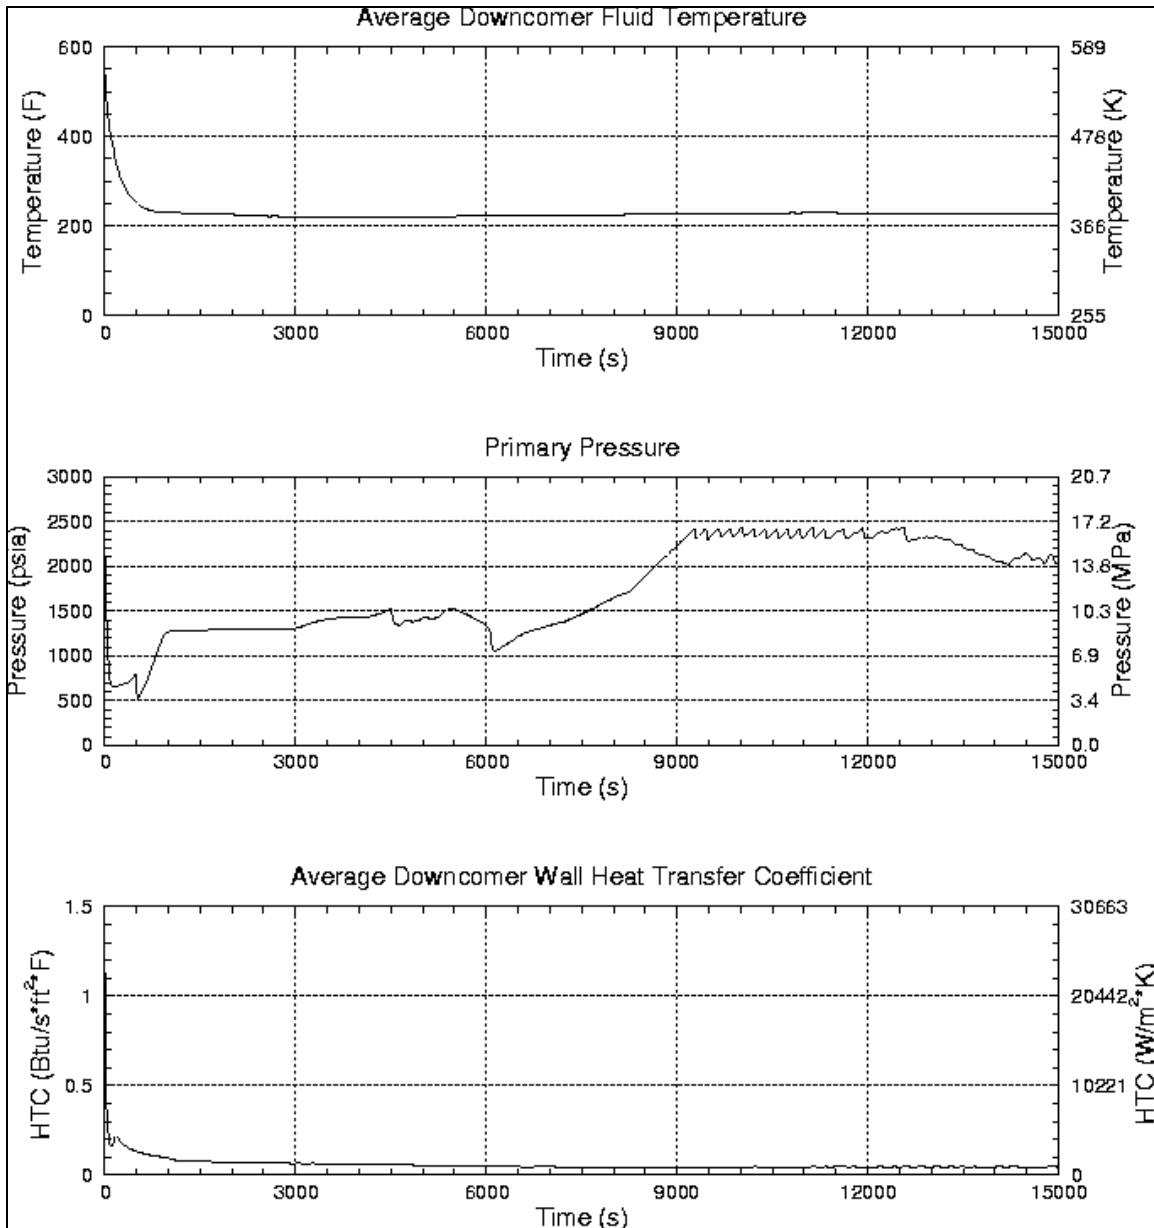 Average Downcomer Fluid Temperature
Temperature (F)
600
400
200
0
589
478
366
255
Temperature (K)
0 3000 6000 9000 12000 15000
Time (s)
Primary Pressure
Pressure (psia)
3000
2500
2000
1500
1000
500
0
20.7
17.2
13.8
10.3
6.9
3.4
0.0
Pressure (MPa)
0 3000 6000 9000 12000 15000
Time (s)
Average Downcomer Wall Heat Transfer Coefficient
HTC (Btu/s*ft²*F)
1.5
1
0.5
0
30663
20442
10221
0
HTC (W/m²*K)
0 3000 6000 9000 12000 15000
Time (s)